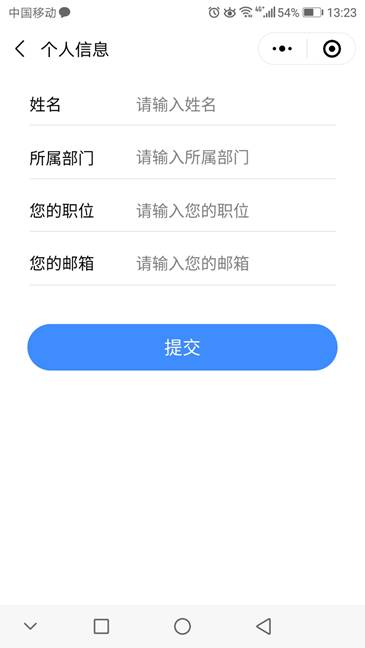 中国移动 4G+ 54% 13:23
个人信息
姓名 请输入姓名
所属部门 请输入所属部门
您的职位 请输入您的职位
您的邮箱 请输入您的邮箱
提交